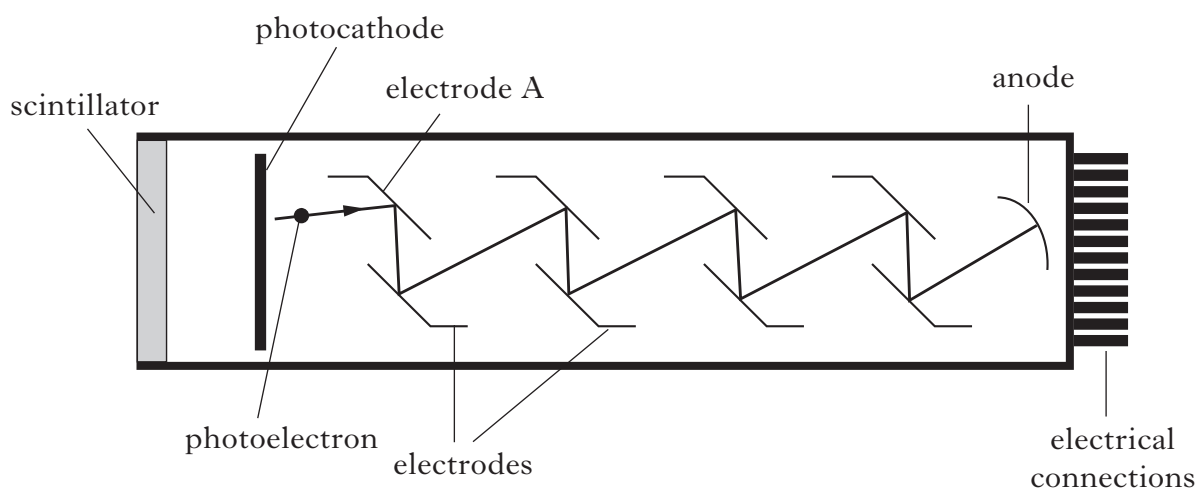 photocathode
electrode A
anode
scintillator
photoelectron
electrodes
electrical
connections